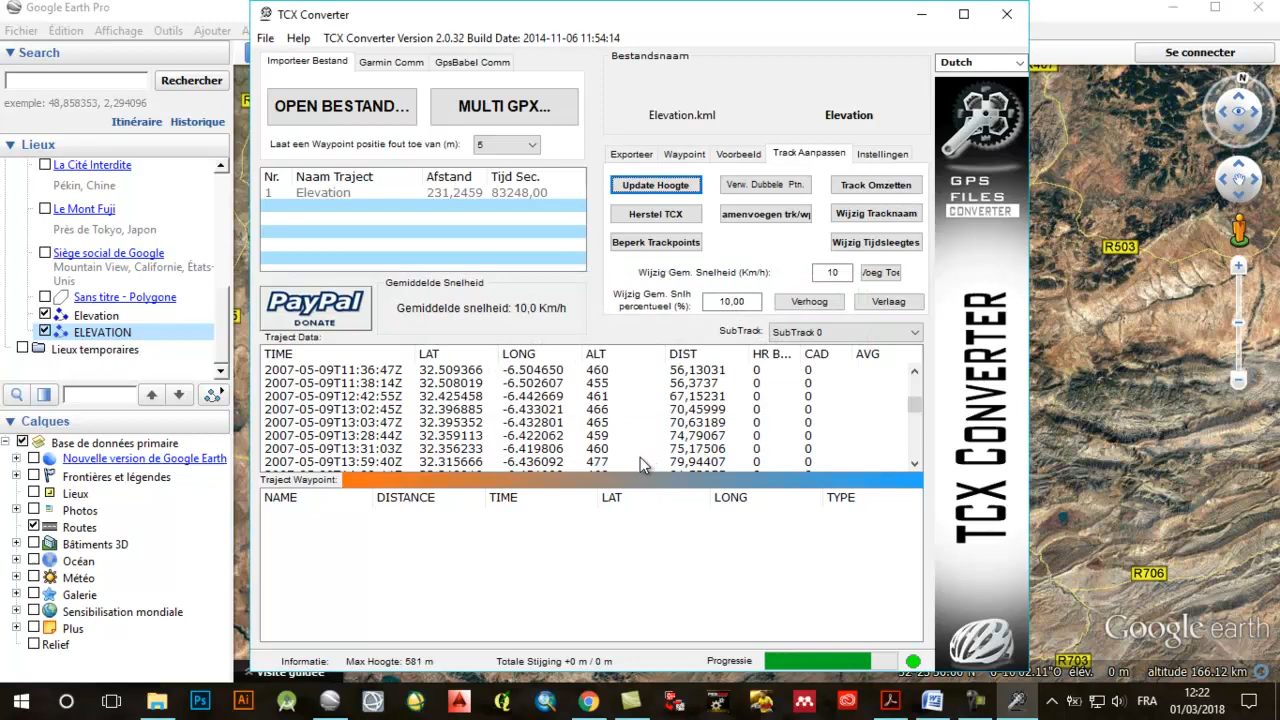 Google Earth Pro
Fichier Édition Affichage Outils Ajouter
Search
Rechercher
exemple: 48,858353, 2,294096
Itinéraire Historique
Lieux
La Cité Interdite
Pékin, Chine
Le Mont Fuji
Près de Tokyo, Japon
Siège social de Google
Mountain View, Californie, États-
Unis
Sans titre - Polygone
Elevation
ELEVATION
Lieux temporaires
Calques
Base de données primaire
Nouvelle version de Google Earth
Frontières et légendes
Lieux
Photos
Routes
Bâtiments 3D
Océan
Météo
Galerie
Sensibilisation mondiale
Plus
Relief
TCX Converter
File Help TCX Converter Version 2.0.32 Build Date: 2014-11-06 11:54:14
Importeer Bestand Garmin Comm GpsBabel Comm
OPEN BESTAND... MULTI GPX...
Laat een Waypoint positie fout toe van (m): 5
Nr. Naam Traject Afstand Tijd Sec.
Elevation 231,2459 83248,00
PayPal
DONATE
Gemiddelde Snelheid
Gemiddelde snelheid: 10,0 Km/h
Bestandsnaam
Elevation.kml Elevation
Exporteer Waypoint Voorbeeld Track Aanpassen Instellingen
Update Hoogte Verw. Dubbele Ptn. Track Omzetten
Herstel TCX amenvoegen trk/wp Wijzig Tracknaam
Beperk Trackpoints Wijzig Tijdsleegtes
Wijzig Gem. Snelheid (Km/h): 10 /oeg Toe
Wijzig Gem. Snlh
percentueel (%): 10,00 Verhoog Verlaag
SubTrack: SubTrack 0
Traject Data:
TIME LAT LONG ALT DIST HR B... CAD AVG
2007-05-09T11:36:47Z 32.509366 -6.504650 460 56,13031 0 0
2007-05-09T11:38:14Z 32.508019 -6.502607 455 56,3737 0 0
2007-05-09T12:42:55Z 32.425458 -6.442669 461 67,15231 0 0
2007-05-09T13:02:45Z 32.396885 -6.433021 466 70,45999 0 0
2007-05-09T13:03:47Z 32.395352 -6.432801 465 70,63189 0 0
2007-05-09T13:28:44Z 32.359113 -6.422062 459 74,79067 0 0
2007-05-09T13:31:03Z 32.356233 -6.419806 460 75,17506 0 0
2007-05-09T13:59:40Z 32.315666 -6.436092 477 79,94407 0 0
Traject Waypoint:
NAME DISTANCE TIME LAT LONG TYPE
Informatie: Max Hoogte: 581 m Totale Stijging +0 m / 0 m Progressie
Dutch
GPS
FILES
CONVERTER
TCX CONVERTER
Se connecter
N
R503
R706
R703
Google earth
Visite guidée
élév. 0 m altitude 166.12 km
FRA
12:22
01/03/2018